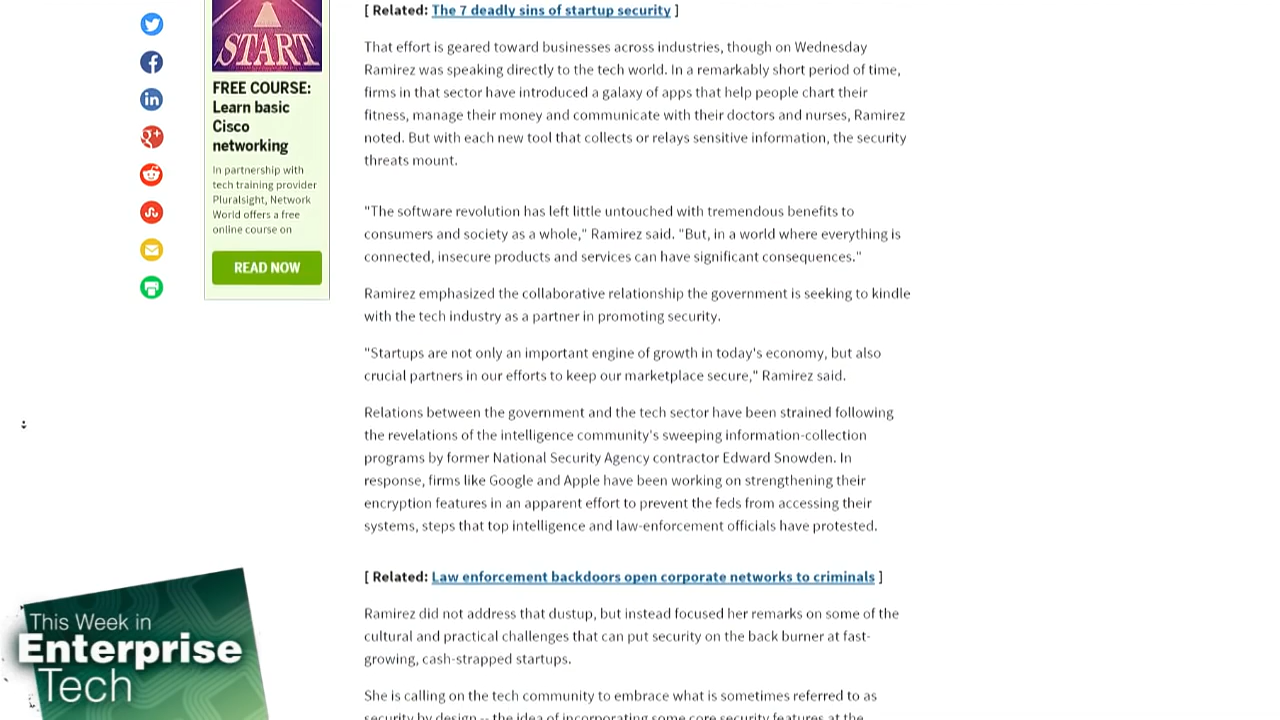 [ Related: The 7 deadly sins of startup security ]
That effort is geared toward businesses across industries, though on Wednesday
Ramirez was speaking directly to the tech world. In a remarkably short period of time,
firms in that sector have introduced a galaxy of apps that help people chart their
fitness, manage their money and communicate with their doctors and nurses, Ramirez
noted. But with each new tool that collects or relays sensitive information, the security
threats mount.
"The software revolution has left little untouched with tremendous benefits to
consumers and society as a whole," Ramirez said. "But, in a world where everything is
connected, insecure products and services can have significant consequences."
Ramirez emphasized the collaborative relationship the government is seeking to kindle
with the tech industry as a partner in promoting security.
"Startups are not only an important engine of growth in today's economy, but also
crucial partners in our efforts to keep our marketplace secure," Ramirez said.
Relations between the government and the tech sector have been strained following
the revelations of the intelligence community's sweeping information-collection
programs by former National Security Agency contractor Edward Snowden. In
response, firms like Google and Apple have been working on strengthening their
encryption features in an apparent effort to prevent the feds from accessing their
systems, steps that top intelligence and law-enforcement officials have protested.
[ Related: Law enforcement backdoors open corporate networks to criminals ]
Ramirez did not address that dustup, but instead focused her remarks on some of the
cultural and practical challenges that can put security on the back burner at fast-
growing, cash-strapped startups.
She is calling on the tech community to embrace what is sometimes referred to as
security by design -- the idea of incorporating some core security features at the
START
FREE COURSE:
Learn basic
Cisco
networking
In partnership with
tech training provider
Pluralsight, Network
World offers a free
online course on
READ NOW
This Week in
Enterprise
Tech